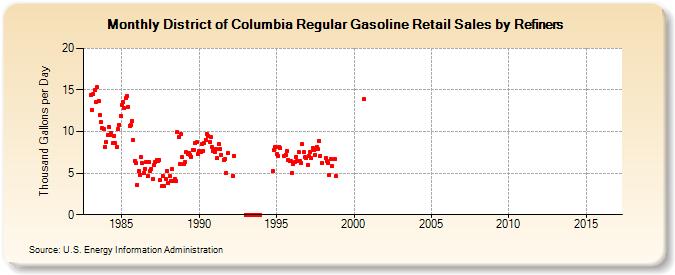 Monthly District of Columbia Regular Gasoline Retail Sales by Refiners
Thousand Gallons per Day
20
15
10
5
0
1985 1990 1995 2000 2005 2010 2015
Source: U.S. Energy Information Administration